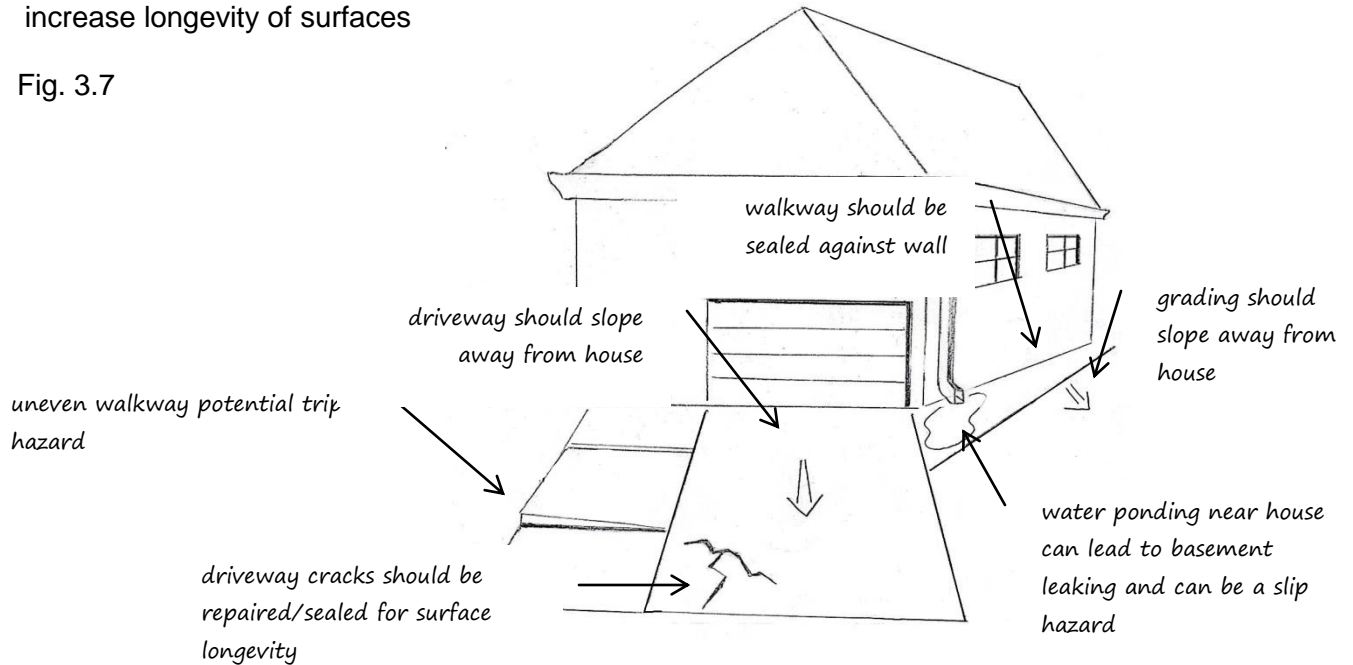 increase longevity of surfaces
Fig. 3.7
walkway should be
sealed against wall
driveway should slope
away from house
grading should
slope away from
house
uneven walkway potential trip
hazard
water ponding near house
can lead to basement
leaking and can be a slip
hazard
driveway cracks should be
repaired/sealed for surface
longevity